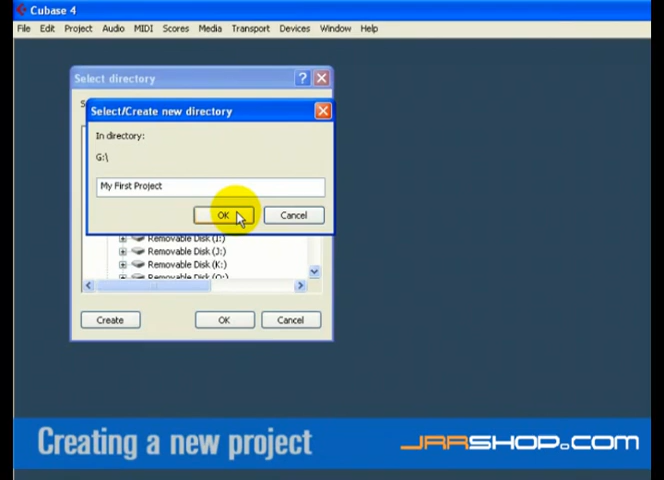 Cubase 4
File Edit Project Audio MIDI Scores Media Transport Devices Window Help
Select directory
Select/Create new directory
In directory:
G:\
My First Project
OK Cancel
Removable Disk (I:)
Removable Disk (J:)
Removable Disk (K:)
Removable Disk (O:)
Create OK Cancel
Creating a new project
JRRSHOP.COM